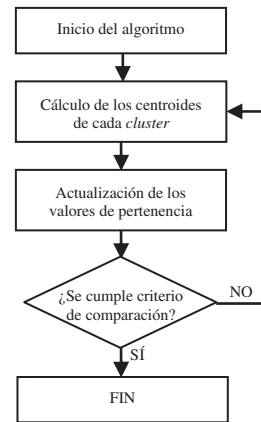 Inicio del algoritmo
Cálculo de los centroides
de cada cluster
Actualización de los
valores de pertenencia
¿Se cumple criterio
de comparación?
NO
SÍ
FIN